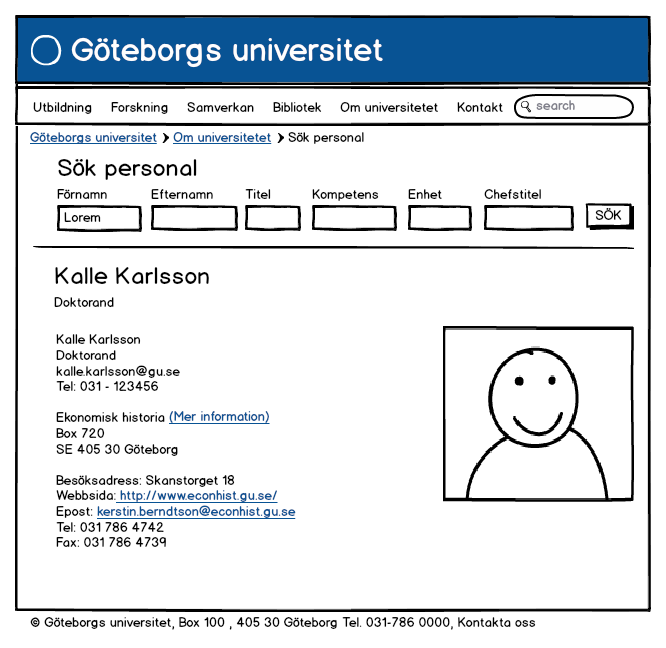 Göteborgs universitet
Utbildning Forskning Samverkan Bibliotek Om universitetet Kontakt search
Göteborgs universitet > Om universitetet > Sök personal
Sök personal
Förnamn Efternamn Titel Kompetens Enhet Chefstitel
Lorem SÖK
Kalle Karlsson
Doktorand
Kalle Karlsson
Doktorand
kalle.karlsson@gu.se
Tel: 031 - 123456
Ekonomisk historia (Mer information)
Box 720
SE 405 30 Göteborg
Besöksadress: Skanstorget 18
Webbsida: http://www.econhist.gu.se/
Epost: kerstin.berndtson@econhist.gu.se
Tel: 031 786 4742
Fax: 031 786 4739
© Göteborgs universitet, Box 100 , 405 30 Göteborg Tel. 031-786 0000, Kontakta oss